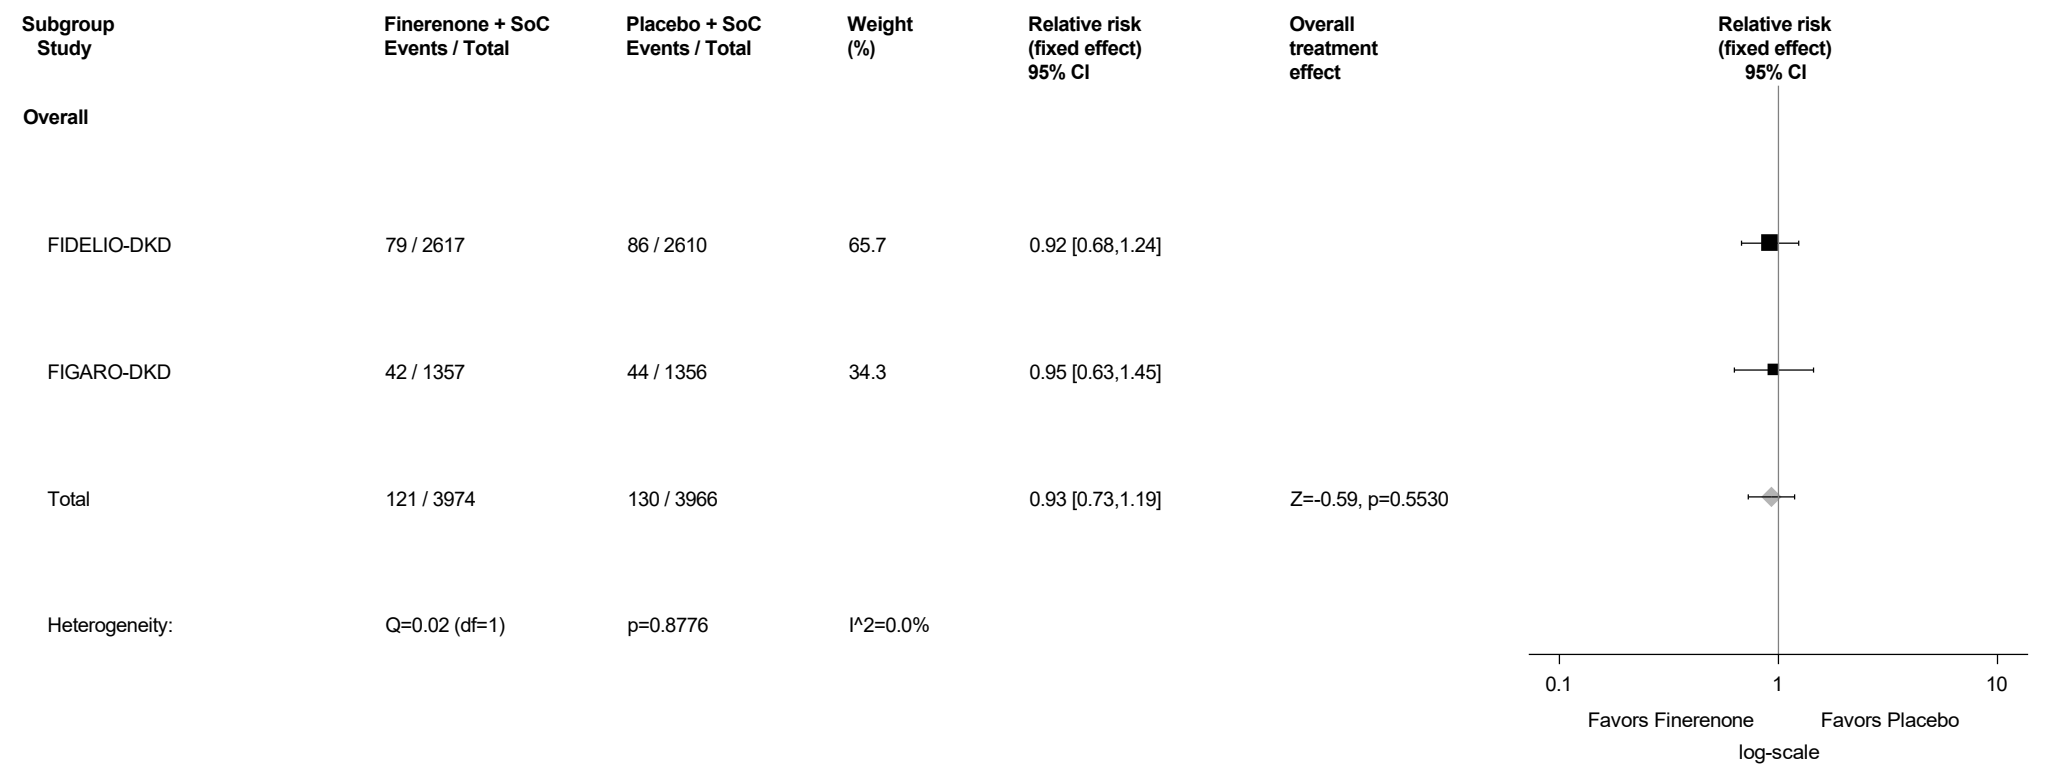 Subgroup Finerenone + SoC Placebo + SoC Weight Relative risk Overall Relative risk
Study Events / Total Events / Total (%) (fixed effect) treatment (fixed effect)
95% CI effect 95% CI
Overall
FIDELIO-DKD 79 / 2617 86 / 2610 65.7 0.92 [0.68,1.24]
FIGARO-DKD 42 / 1357 44 / 1356 34.3 0.95 [0.63,1.45]
Total 121 / 3974 130 / 3966 0.93 [0.73,1.19] Z=-0.59, p=0.5530
Heterogeneity: Q=0.02 (df=1) p=0.8776 I^2=0.0%
0.1 1 10
Favors Finerenone Favors Placebo
log-scale